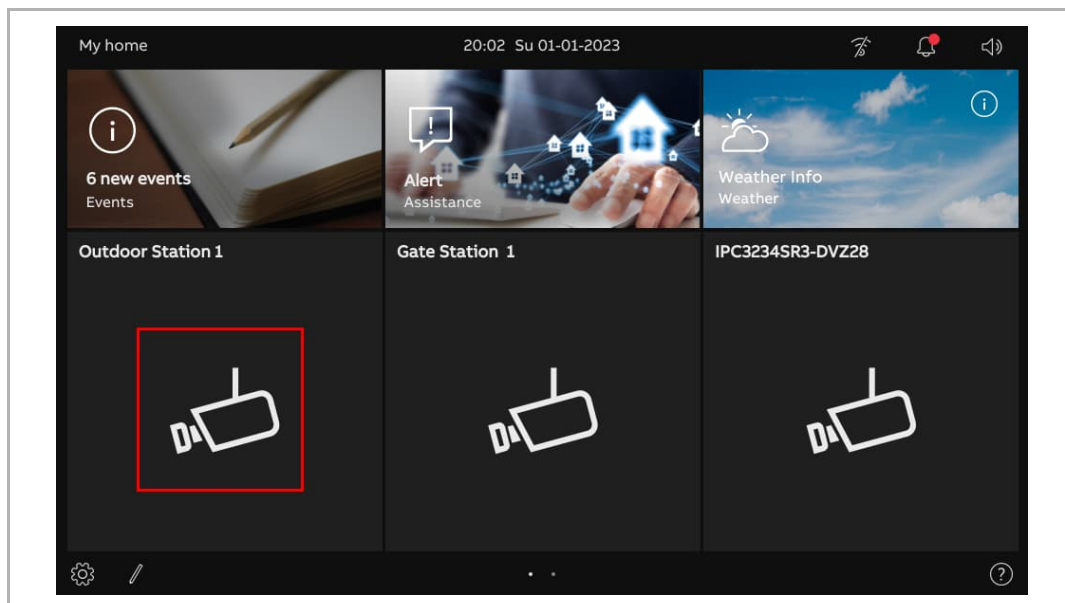 My home
20:02 Su 01-01-2023
6 new events
Events
Alert
Assistance
Weather Info
Weather
Outdoor Station 1
Gate Station 1
IPC3234SR3-DVZ28